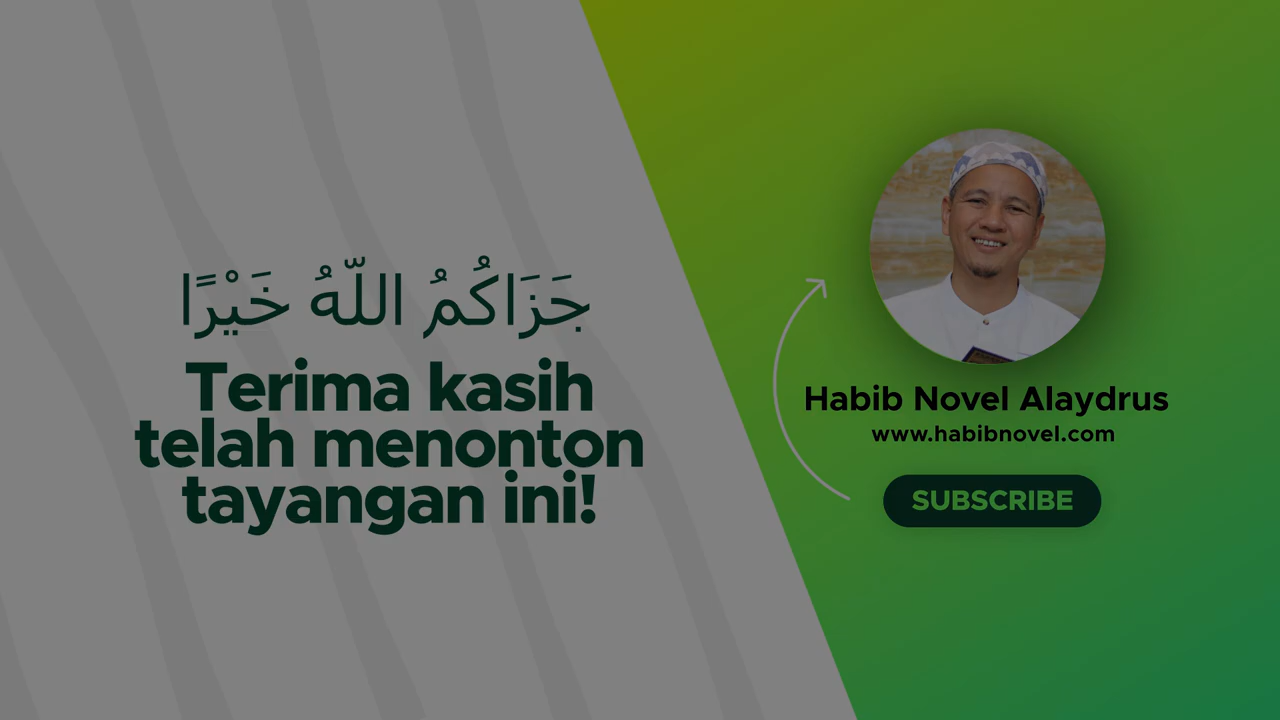 جَزَاكُمُ اللّهُ خَيْرًا
Terima kasih
telah menonton
tayangan ini!
Habib Novel Alaydrus
www.habibnovel.com
SUBSCRIBE